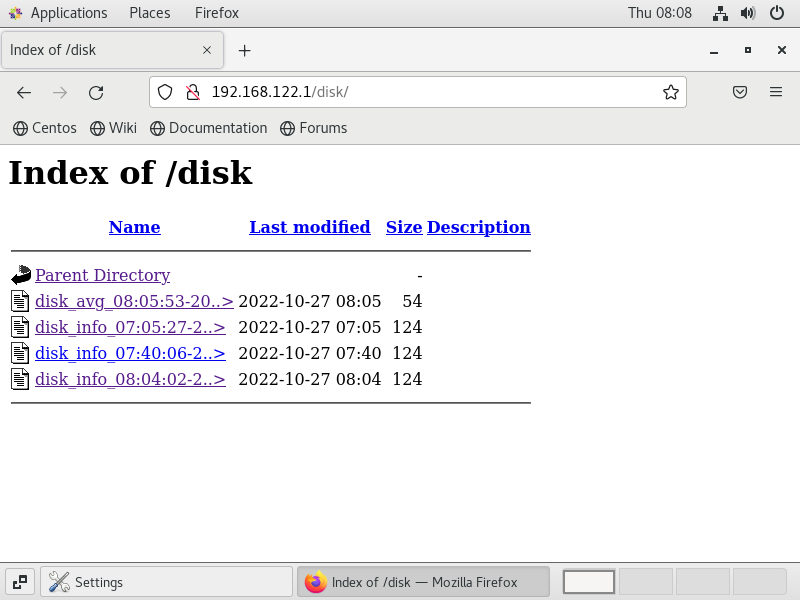 Applications Places Firefox Thu 08:08
Index of /disk
192.168.122.1/disk/
Centos Wiki Documentation Forums
Index of /disk
Name Last modified Size Description
Parent Directory -
disk_avg_08:05:53-20..> 2022-10-27 08:05 54
disk_info_07:05:27-2..> 2022-10-27 07:05 124
disk_info_07:40:06-2..> 2022-10-27 07:40 124
disk_info_08:04:02-2..> 2022-10-27 08:04 124
Settings Index of /disk — Mozilla Firefox